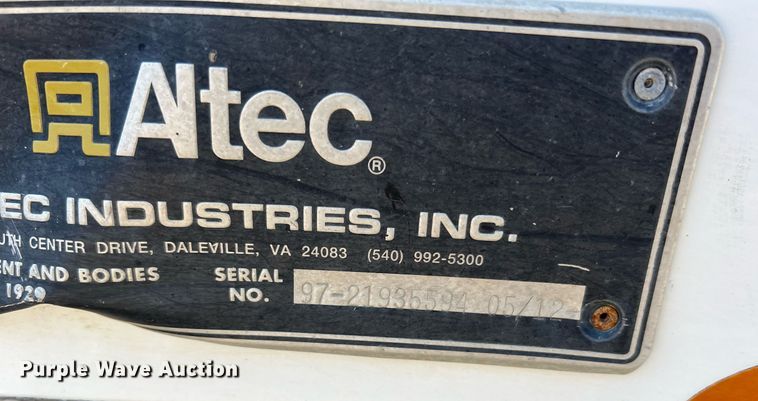 Altec®
EC INDUSTRIES, INC.
UTH CENTER DRIVE, DALEVILLE, VA 24083 (540) 992-5300
ENT AND BODIES
1929
SERIAL
NO.
97-21935594 05/12
Purple Wave Auction